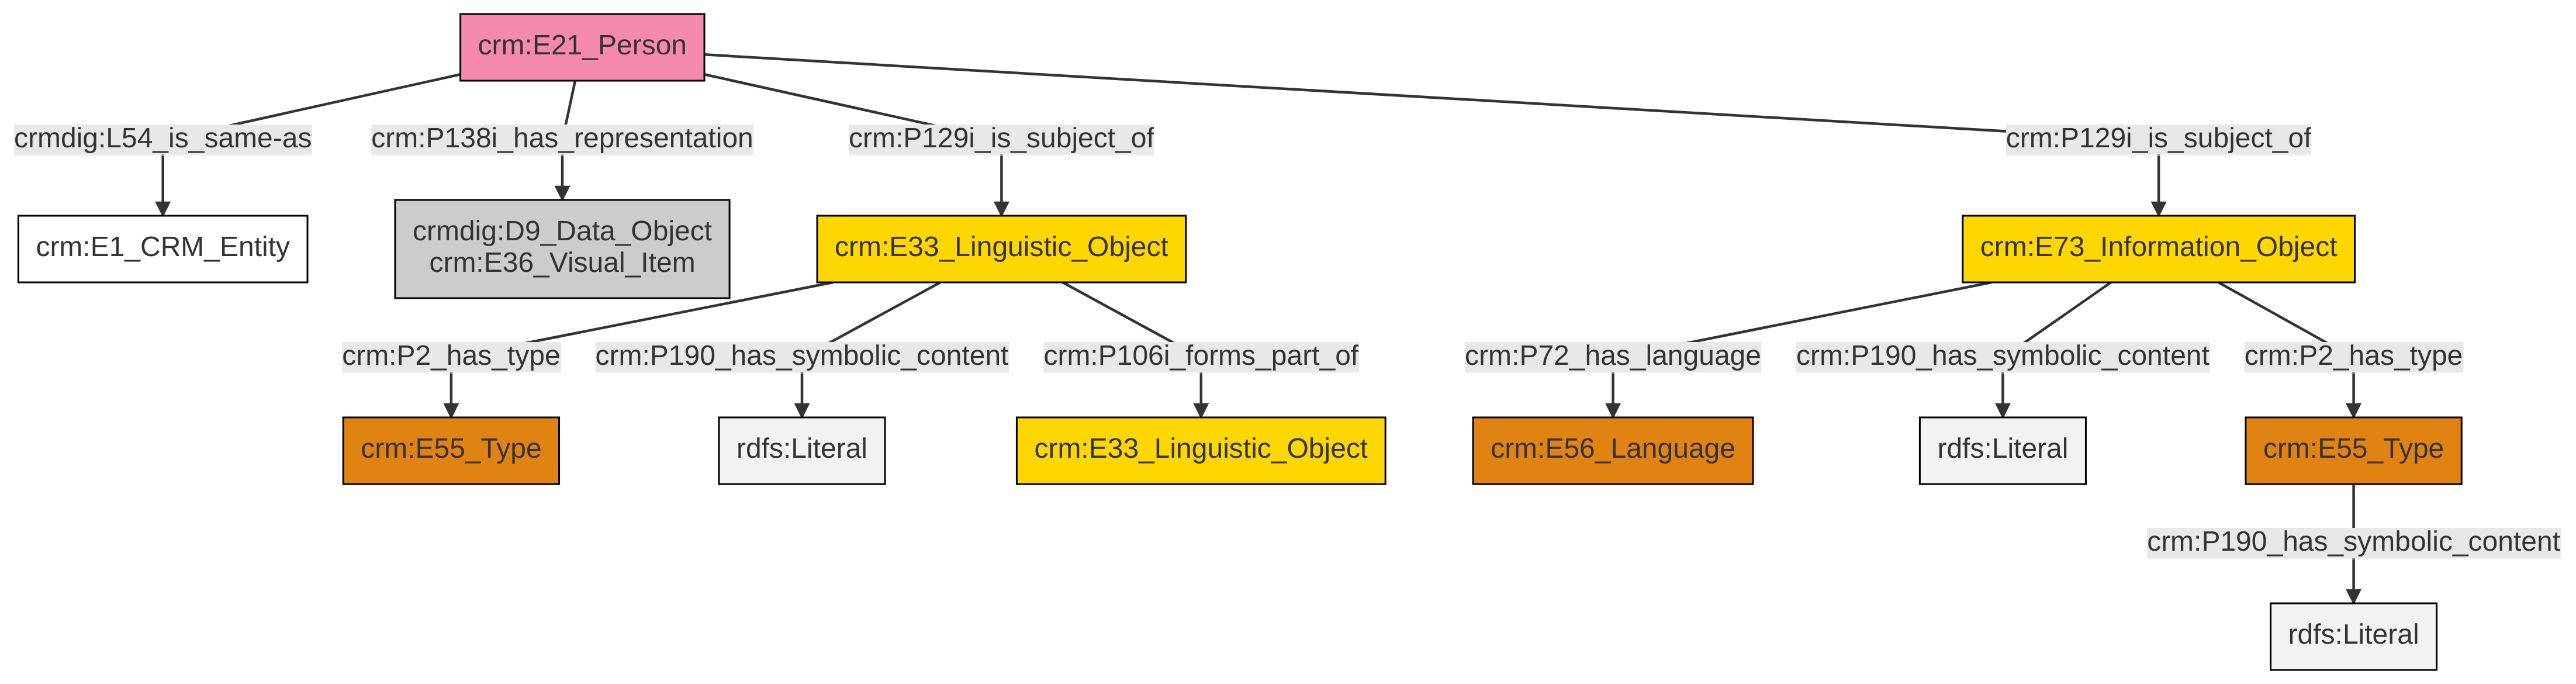 crm:E21_Person
crmdig:L54_is_same-as
crm:P138i_has_representation
crm:P129i_is_subject_of
crm:P129i_is_subject_of
crm:E1_CRM_Entity
crmdig:D9_Data_Object
crm:E36_Visual_Item
crm:E33_Linguistic_Object
crm:E73_Information_Object
crm:P2_has_type
crm:P190_has_symbolic_content
crm:P106i_forms_part_of
crm:P72_has_language
crm:P190_has_symbolic_content
crm:P2_has_type
crm:E55_Type
rdfs:Literal
crm:E33_Linguistic_Object
crm:E56_Language
rdfs:Literal
crm:E55_Type
crm:P190_has_symbolic_content
rdfs:Literal